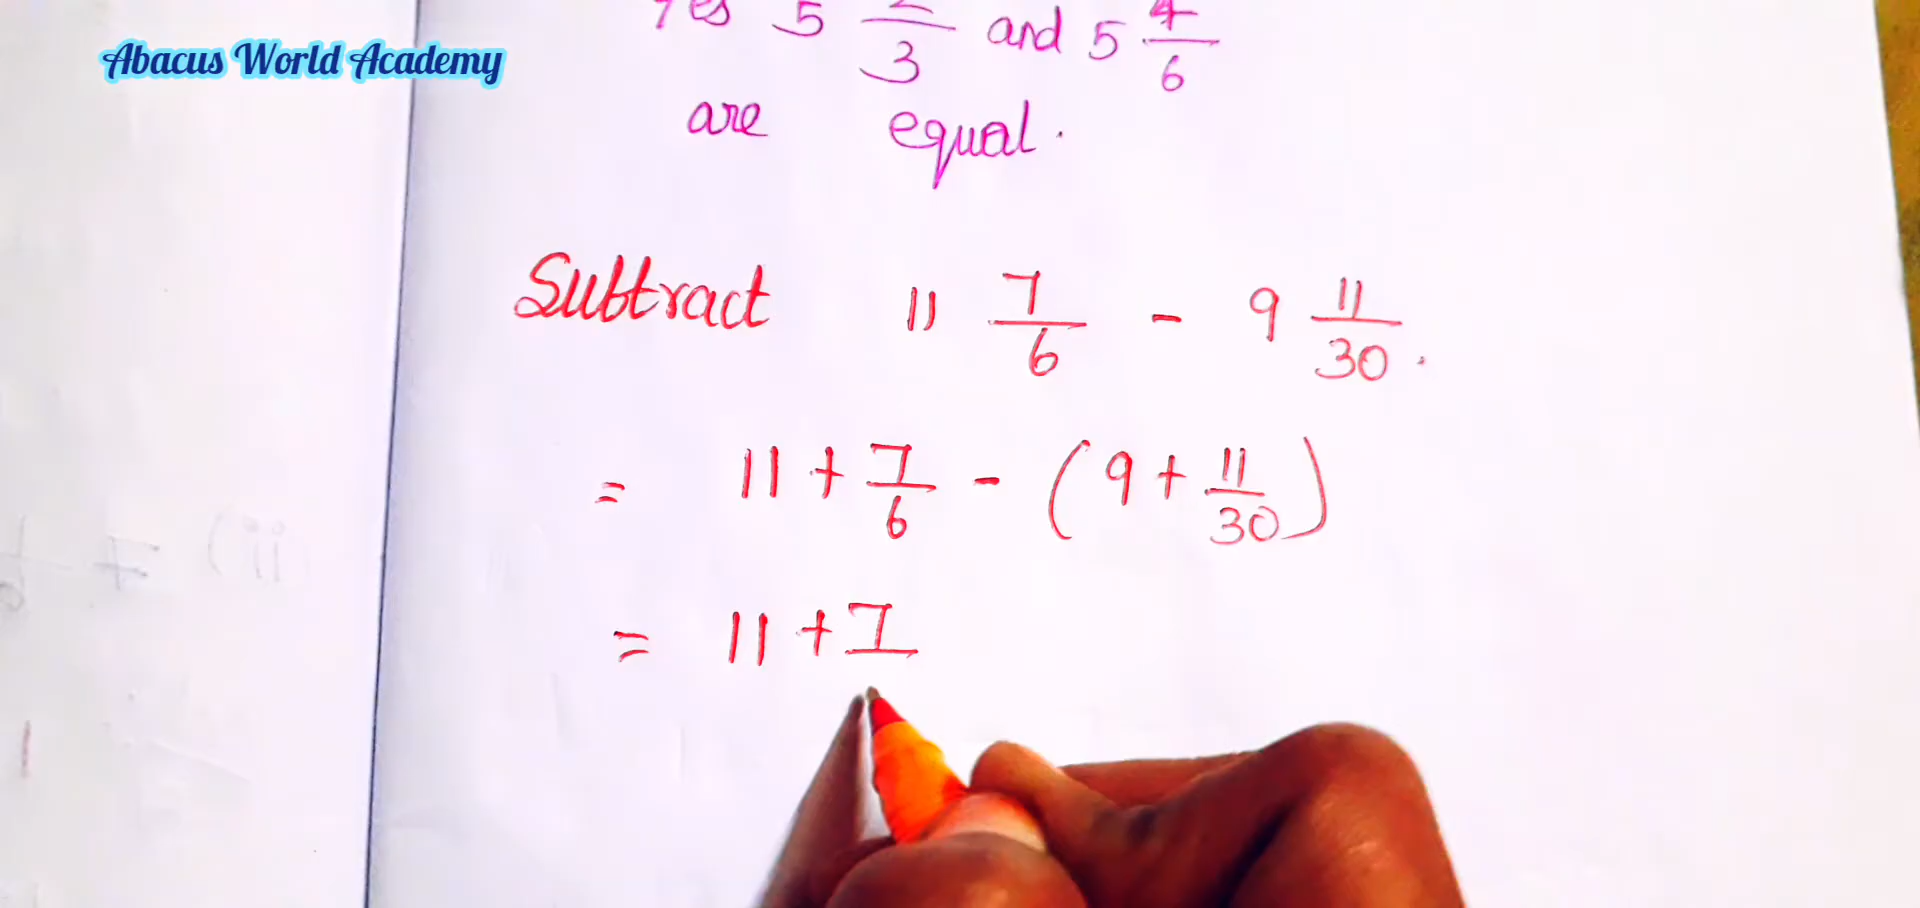 Abacus World Academy
Yes 5 2/3 and 5 4/6
are equal.
Subtract 11 7/6 - 9 11/30.
= 11 + 7/6 - (9 + 11/30)
= 11 + 7/